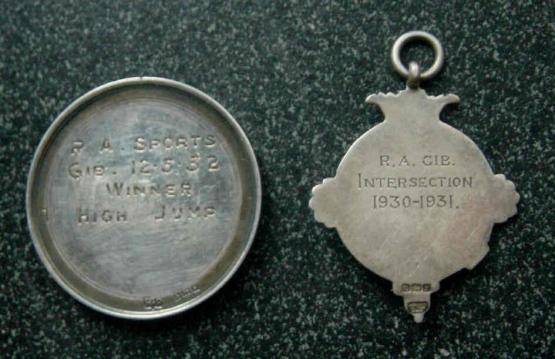 R. A. SPORTS
GIB. 12-5-32
WINNER
HIGH JUMP
R.A. GIB.
INTERSECTION
1930-1931.